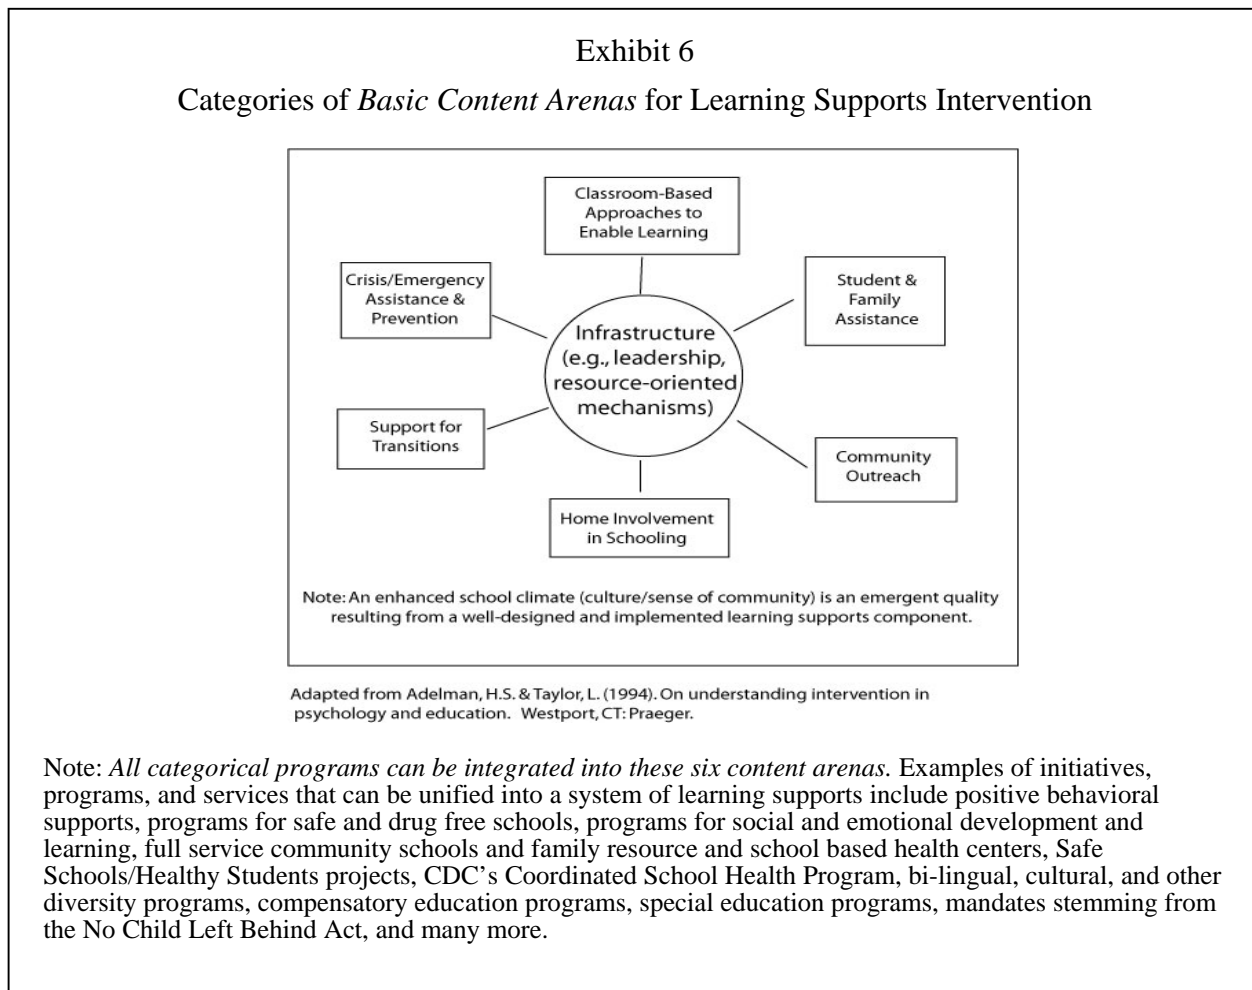 Exhibit 6
Categories of Basic Content Arenas for Learning Supports Intervention
Classroom-Based
Approaches to
Enable Learning
Crisis/Emergency
Assistance &
Prevention
Student &
Family
Assistance
Infrastructure
(e.g., leadership,
resource-oriented
mechanisms)
Support for
Transitions
Community
Outreach
Home Involvement
in Schooling
Note: An enhanced school climate (culture/sense of community) is an emergent quality
resulting from a well-designed and implemented learning supports component.
Adapted from Adelman, H.S. & Taylor, L. (1994). On understanding intervention in
psychology and education. Westport, CT: Praeger.
Note: All categorical programs can be integrated into these six content arenas. Examples of initiatives,
programs, and services that can be unified into a system of learning supports include positive behavioral
supports, programs for safe and drug free schools, programs for social and emotional development and
learning, full service community schools and family resource and school based health centers, Safe
Schools/Healthy Students projects, CDC's Coordinated School Health Program, bi-lingual, cultural, and other
diversity programs, compensatory education programs, special education programs, mandates stemming from
the No Child Left Behind Act, and many more.